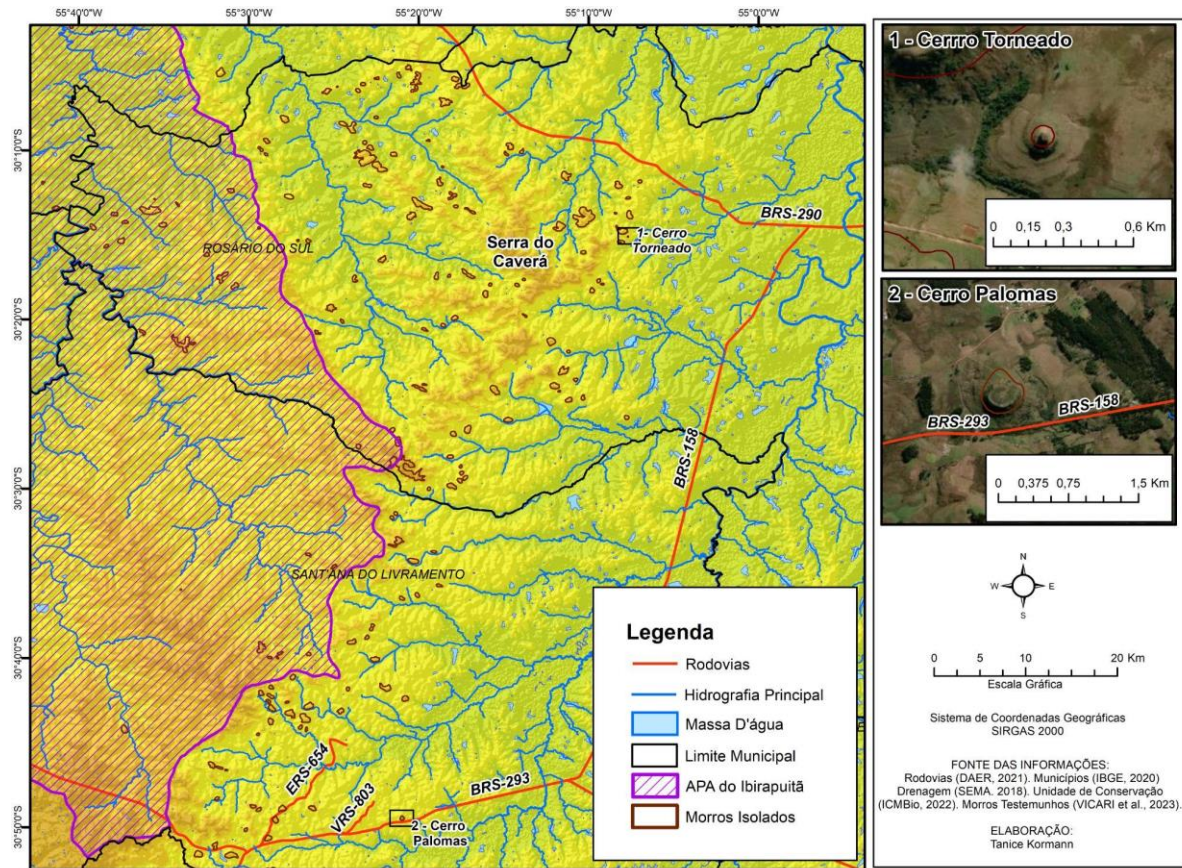 55°40'0"W
55°30'0"W
55°20'0"W
55°10'0"W
55°0'0"W
30°10'0"S
30°20'0"S
30°30'0"S
30°40'0"S
30°50'0"S
BRS-290
1- Cerro
Torneado
Serra do
Caverá
ROSÁRIO DO SUL
BRS-158
SANT'ANA DO LIVRAMENTO
ERS-654
VRS-803
BRS-293
2 - Cerro
Palomas
Legenda
Rodovias
Hidrografia Principal
Massa D'água
Limite Municipal
APA do Ibirapuitã
Morros Isolados
1 - Cerrro Torneado
0 0,15 0,3 0,6 Km
2 - Cerro Palomas
BRS-293
BRS-158
0 0,375 0,75 1,5 Km
N
W E
S
0 5 10 20 Km
Escala Gráfica
Sistema de Coordenadas Geográficas
SIRGAS 2000
FONTE DAS INFORMAÇÕES:
Rodovias (DAER, 2021). Municípios (IBGE, 2020)
Drenagem (SEMA. 2018). Unidade de Conservação
(ICMBio, 2022). Morros Testemunhos (VICARI et al., 2023).
ELABORAÇÃO:
Tanice Kormann